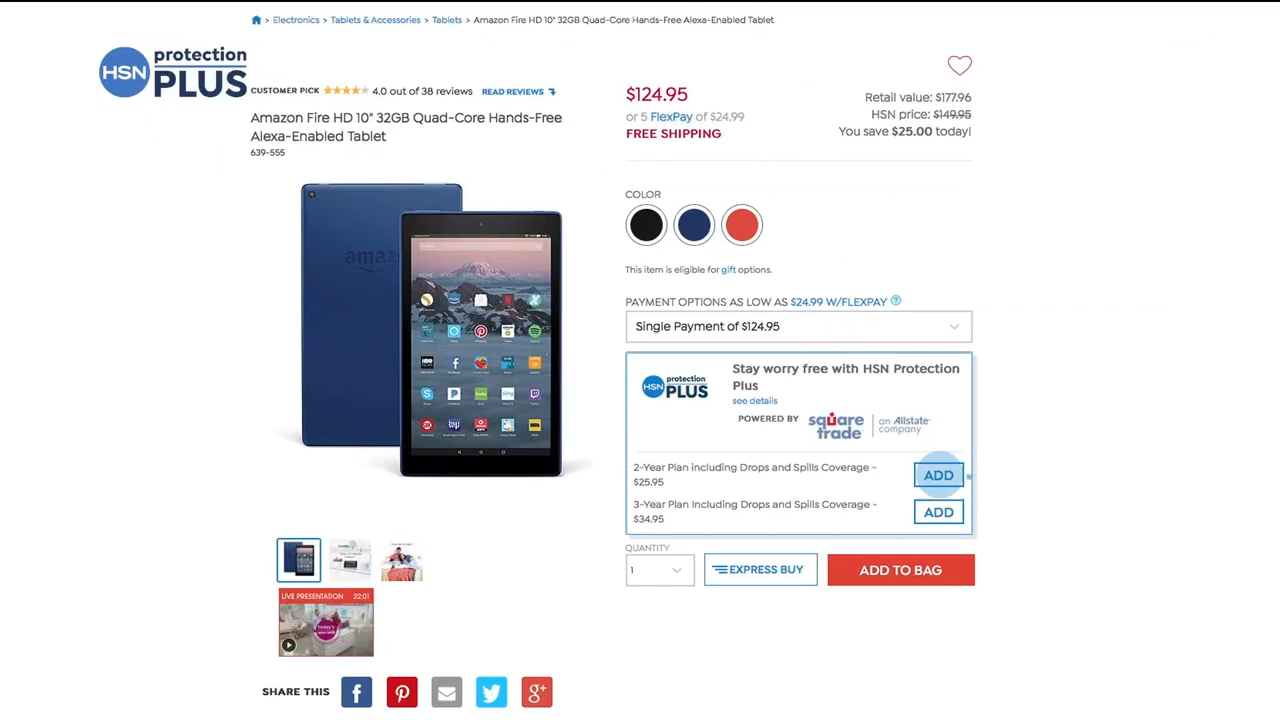 > Electronics > Tablets & Accessories > Tablets > Amazon Fire HD 10" 32GB Quad-Core Hands-Free Alexa-Enabled Tablet
HSN protection PLUS
CUSTOMER PICK 4.0 out of 38 reviews READ REVIEWS
Amazon Fire HD 10" 32GB Quad-Core Hands-Free
Alexa-Enabled Tablet
639-555
amaz
$124.95
or 5 FlexPay of $24.99
FREE SHIPPING
Retail value: $177.96
HSN price: $149.95
You save $25.00 today!
COLOR
This item is eligible for gift options.
PAYMENT OPTIONS AS LOW AS $24.99 W/FLEXPAY ?
Single Payment of $124.95
HSN protection PLUS
Stay worry free with HSN Protection
Plus
see details
POWERED BY square trade an Allstate company
2-Year Plan including Drops and Spills Coverage -
$25.95
ADD
3-Year Plan Including Drops and Spills Coverage -
$34.95
ADD
QUANTITY
1
EXPRESS BUY
ADD TO BAG
LIVE PRESENTATION 22:01
today's special
SHARE THIS